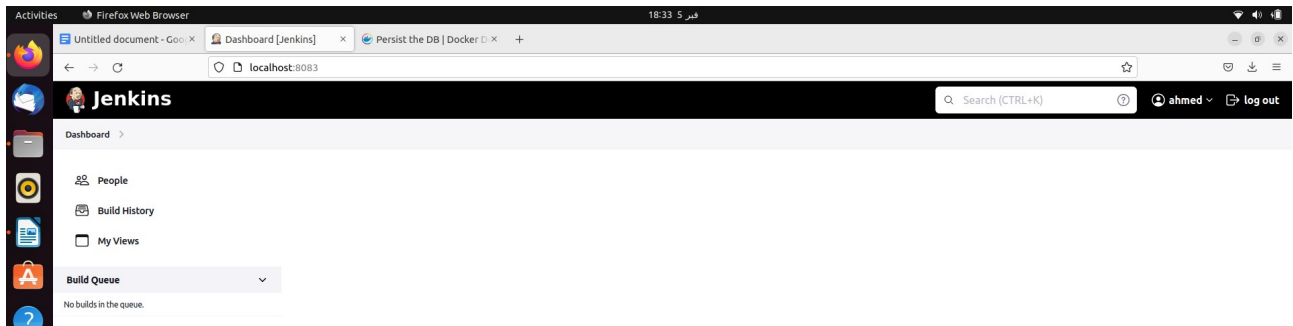 Activities Firefox Web Browser 18:33 5 فبر
Untitled document - Goo × Dashboard [Jenkins] × Persist the DB | Docker D × +
localhost:8083
Jenkins Search (CTRL+K) ? ahmed log out
Dashboard >
People
Build History
My Views
Build Queue
No builds in the queue.